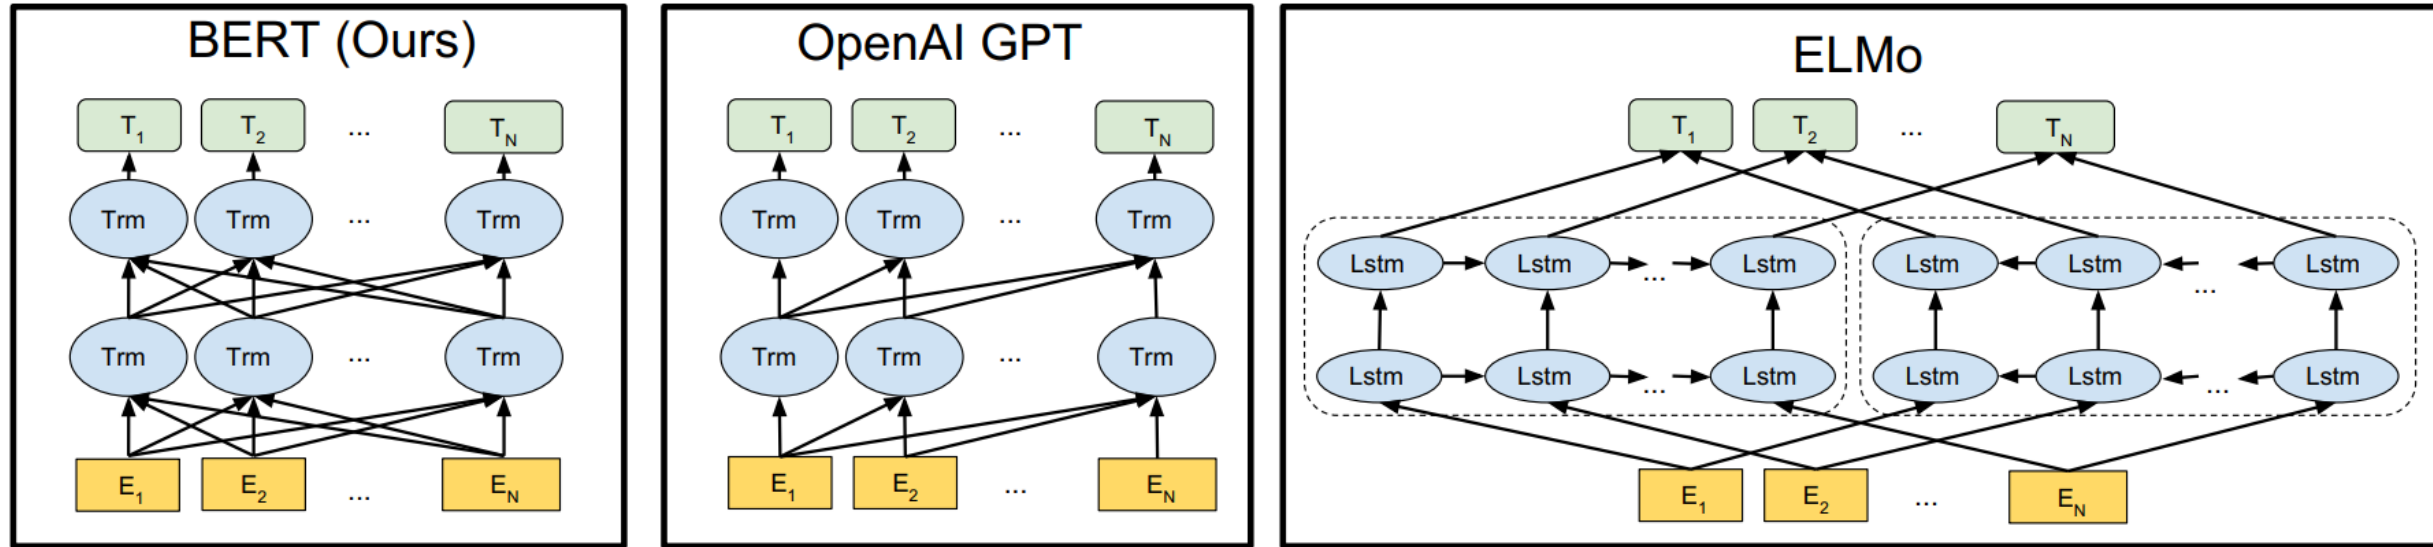 BERT (Ours)
T1 T2 ... TN
Trm Trm ... Trm
Trm Trm ... Trm
E1 E2 ... EN
OpenAI GPT
T1 T2 ... TN
Trm Trm ... Trm
Trm Trm ... Trm
E1 E2 ... EN
ELMo
T1 T2 ... TN
Lstm Lstm ... Lstm Lstm Lstm ... Lstm
Lstm Lstm ... Lstm Lstm Lstm ... Lstm
E1 E2 ... EN